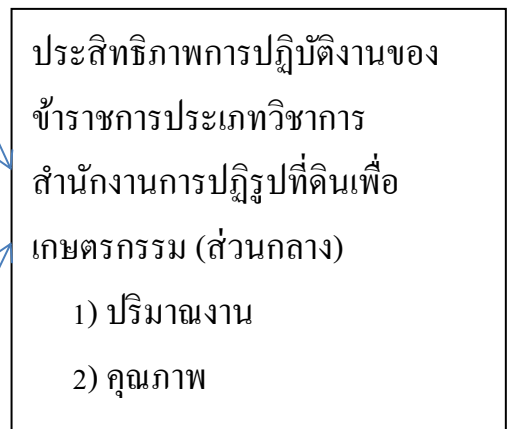 ประสิทธิภาพการปฏิบัติงานของ
ข้าราชการประเภทวิชาการ
สำนักงานการปฏิรูปที่ดินเพื่อ
เกษตรกรรม (ส่วนกลาง)
1) ปริมาณงาน
2) คุณภาพ